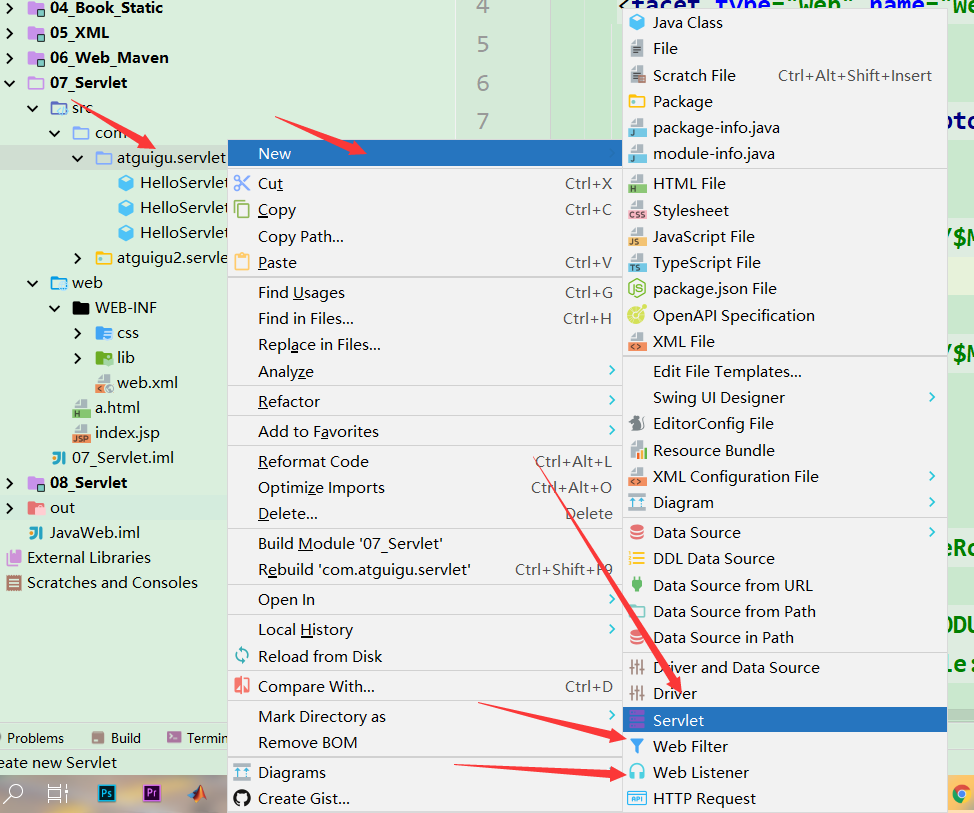 04_Book_Static
05_XML
06_Web_Maven
07_Servlet
src
com
atguigu.servlet
HelloServlet
HelloServlet
HelloServlet
atguigu2.servle
web
WEB-INF
css
lib
web.xml
a.html
index.jsp
07_Servlet.iml
08_Servlet
out
JavaWeb.iml
External Libraries
Scratches and Consoles
Problems
Build
Termin
eate new Servlet
Ps
Pr
4
5
6
7
<facet type="web" name="We
New
Cut Ctrl+X
Copy Ctrl+C
Copy Path...
Paste Ctrl+V
Find Usages Ctrl+G
Find in Files... Ctrl+H
Replace in Files...
Analyze
Refactor
Add to Favorites
Reformat Code Ctrl+Alt+L
Optimize Imports Ctrl+Alt+O
Delete... Delete
Build Module '07_Servlet'
Rebuild 'com.atguigu.servlet' Ctrl+Shift+F9
Open In
Local History
Reload from Disk
Compare With... Ctrl+D
Mark Directory as
Remove BOM
Diagrams
Create Gist...
Java Class
File
Scratch File Ctrl+Alt+Shift+Insert
Package
package-info.java
module-info.java
HTML File
Stylesheet
JavaScript File
TypeScript File
package.json File
OpenAPI Specification
XML File
Edit File Templates...
Swing UI Designer
EditorConfig File
Resource Bundle
XML Configuration File
Diagram
Data Source
DDL Data Source
Data Source from URL
Data Source from Path
Data Source in Path
Driver and Data Source
Driver
Servlet
Web Filter
Web Listener
HTTP Request